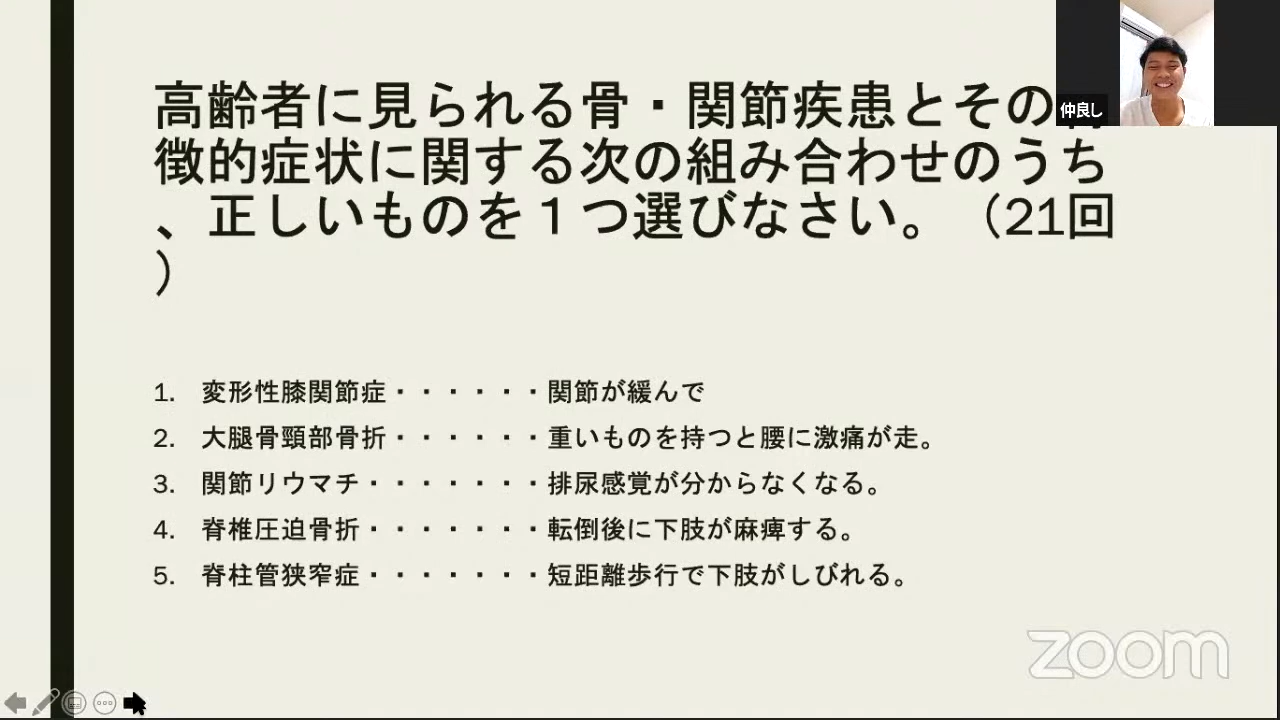 高齢者に見られる骨・関節疾患とその
徴的症状に関する次の組み合わせのうち
、正しいものを１つ選びなさい。（21回
）
仲良し
1. 変形性膝関節症・・・・・・関節が緩んで
2. 大腿骨頸部骨折・・・・・・重いものを持つと腰に激痛が走。
3. 関節リウマチ・・・・・・・排尿感覚が分からなくなる。
4. 脊椎圧迫骨折・・・・・・・転倒後に下肢が麻痺する。
5. 脊柱管狭窄症・・・・・・・短距離歩行で下肢がしびれる。
zoom